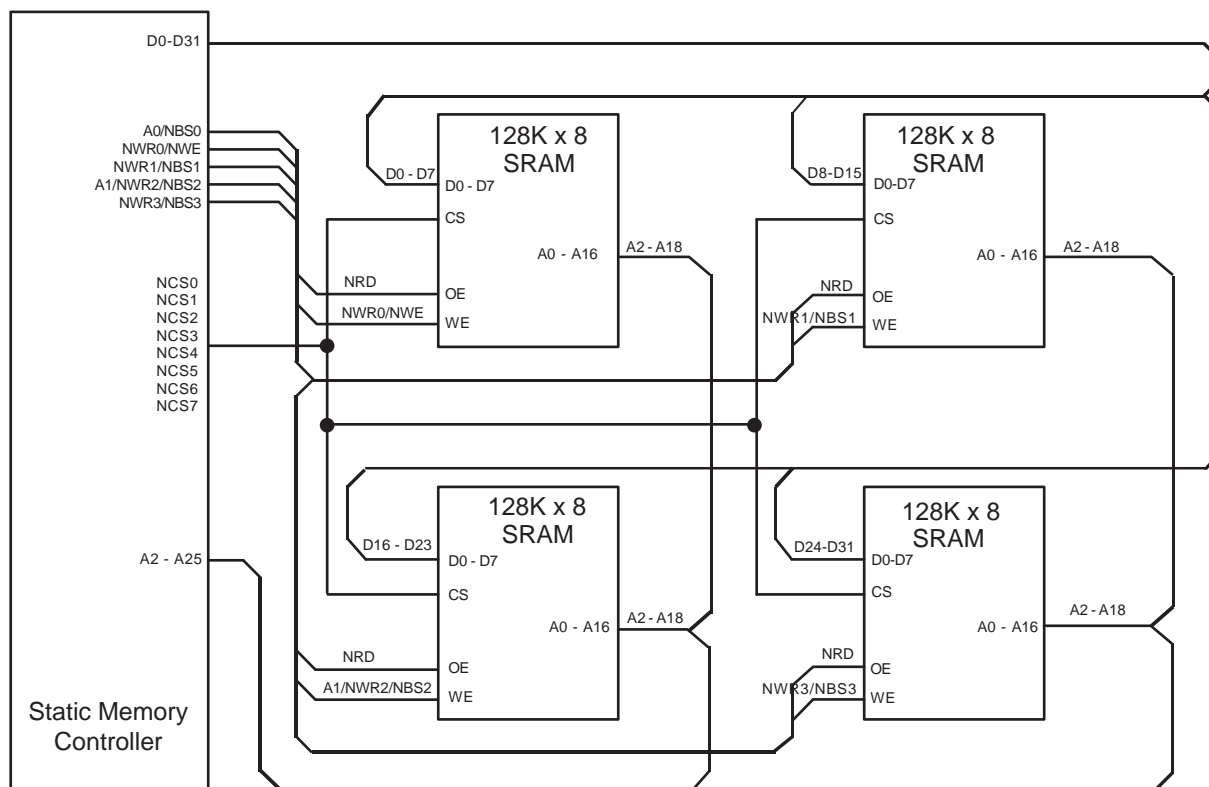 D0-D31
A0/NBS0
NWR0/NWE
NWR1/NBS1
A1/NWR2/NBS2
NWR3/NBS3
NCS0
NCS1
NCS2
NCS3
NCS4
NCS5
NCS6
NCS7
A2 - A25
Static Memory
Controller
128K x 8
SRAM
D0 - D7
D0 - D7
CS
A0 - A16
A2 - A18
NRD
OE
NWR0/NWE
WE
128K x 8
SRAM
D8-D15
D0-D7
CS
A0 - A16
A2 - A18
NRD
OE
NWR1/NBS1
WE
128K x 8
SRAM
D16 - D23
D0 - D7
CS
A0 - A16
A2 - A18
NRD
OE
A1/NWR2/NBS2
WE
128K x 8
SRAM
D24-D31
D0-D7
CS
A0 - A16
A2 - A18
NRD
OE
NWR3/NBS3
WE